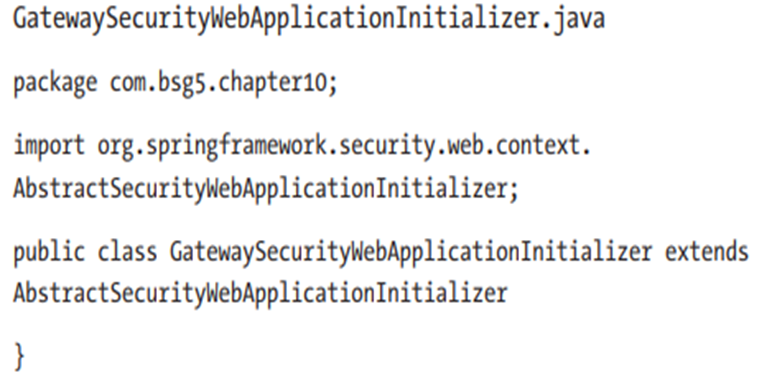 GatewaySecurityWebApplicationInitializer.java
package com.bsg5.chapter10;
import org.springframework.security.web.context.
AbstractSecurityWebApplicationInitializer;
public class GatewaySecurityWebApplicationInitializer extends
AbstractSecurityWebApplicationInitializer
}